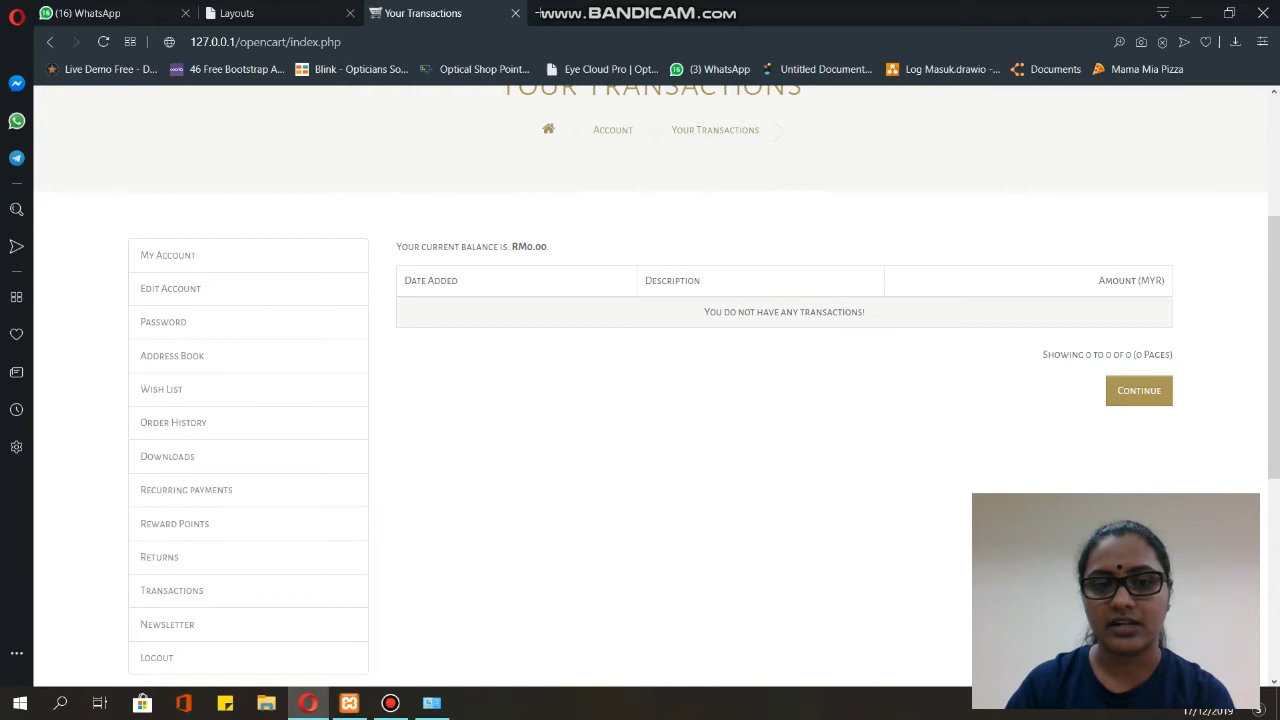 (3) WhatsApp
Layouts
Your Transactions
www.BANDICAM.com
127.0.0.1/opencart/index.php
Live Demo Free - D...
46 Free Bootstrap A...
Blink - Opticians So...
Optical Shop Point...
Eye Cloud Pro | Opt...
(3) WhatsApp
Untitled Document...
Log Masuk.drawio -...
Documents
Mama Mia Pizza
Your Transactions
Account
Your Transactions
My Account
Edit Account
Password
Address Book
Wish List
Order History
Downloads
Recurring payments
Reward Points
Returns
Transactions
Newsletter
Logout
Your current balance is: RM0.00.
Date Added
Description
Amount (MYR)
You do not have any transactions!
Showing 0 to 0 of 0 (0 Pages)
Continue
17/12/2019